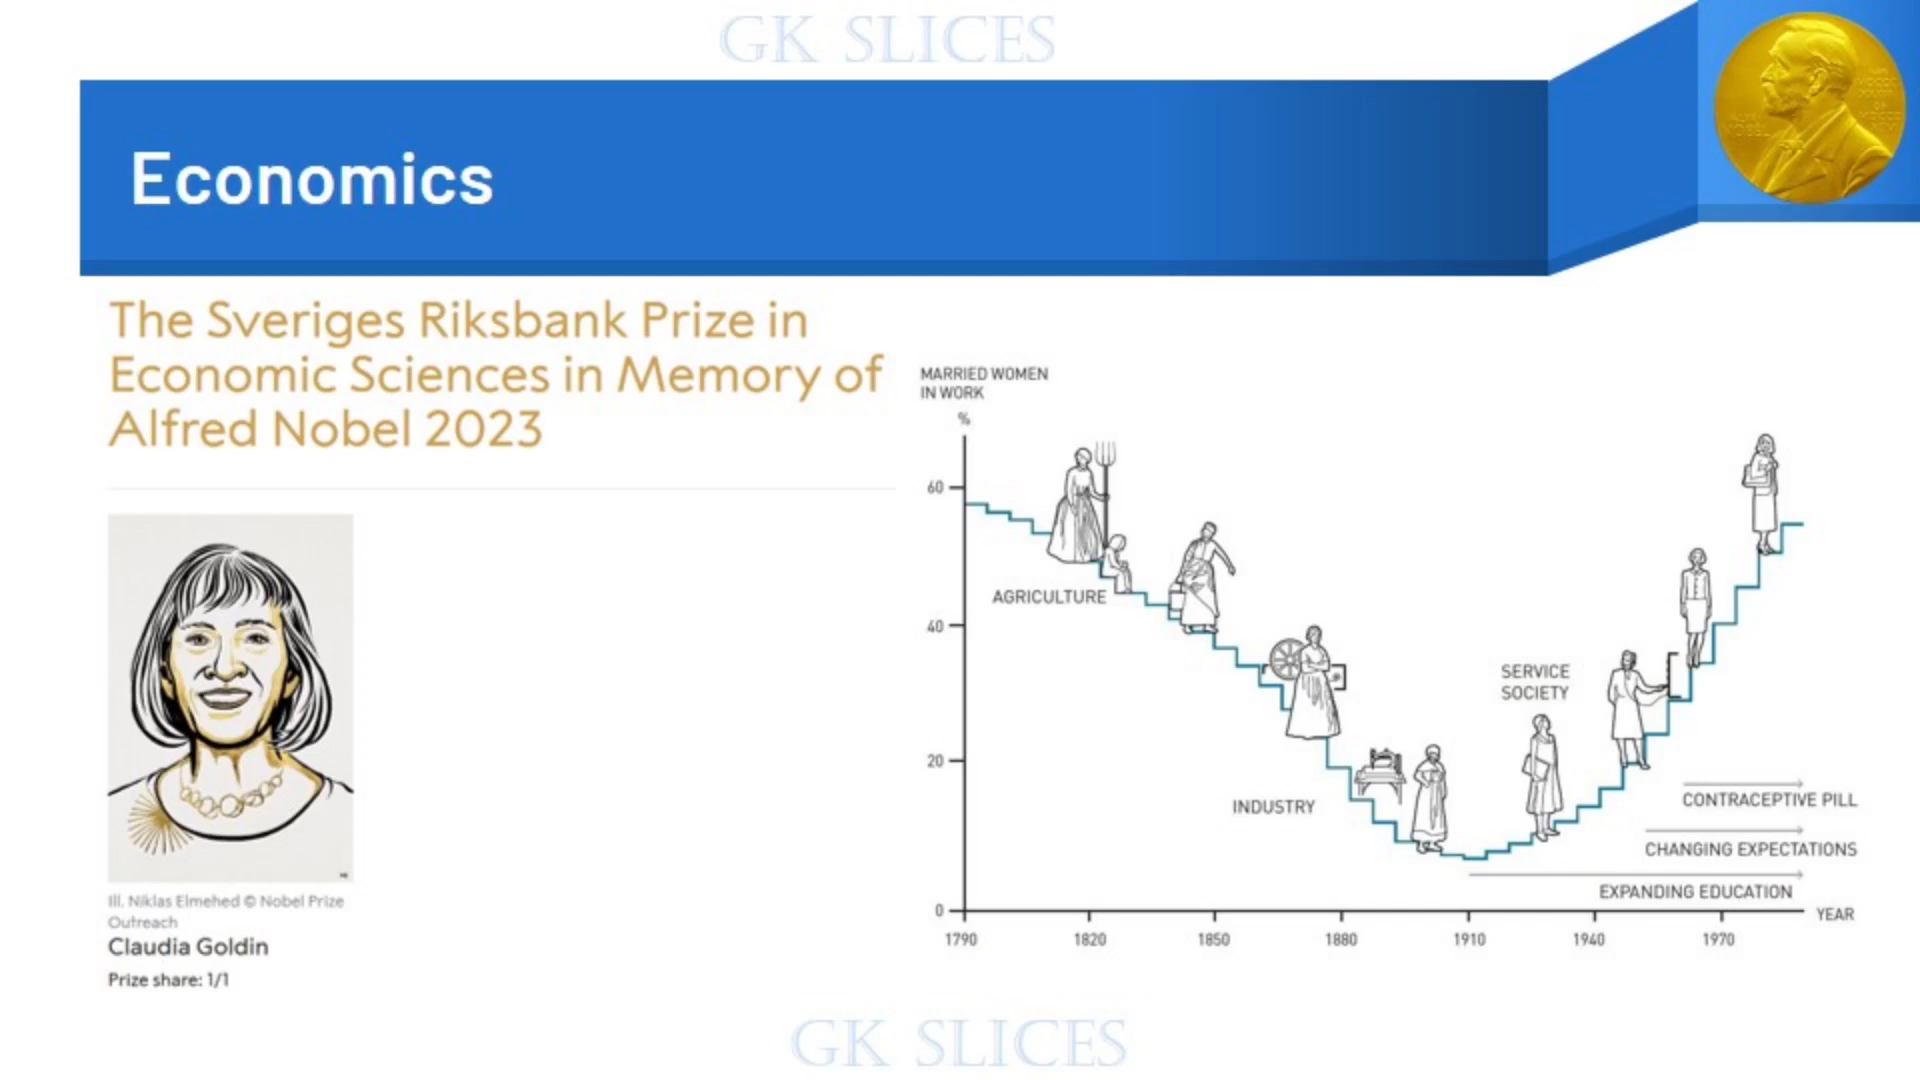 GK SLICES
Economics
The Sveriges Riksbank Prize in
Economic Sciences in Memory of
Alfred Nobel 2023
Ill. Niklas Elmehed © Nobel Prize
Outreach
Claudia Goldin
Prize share: 1/1
MARRIED WOMEN
IN WORK
%
60
40
20
0
AGRICULTURE
INDUSTRY
SERVICE
SOCIETY
CONTRACEPTIVE PILL
CHANGING EXPECTATIONS
EXPANDING EDUCATION
YEAR
1790 1820 1850 1880 1910 1940 1970
GK SLICES